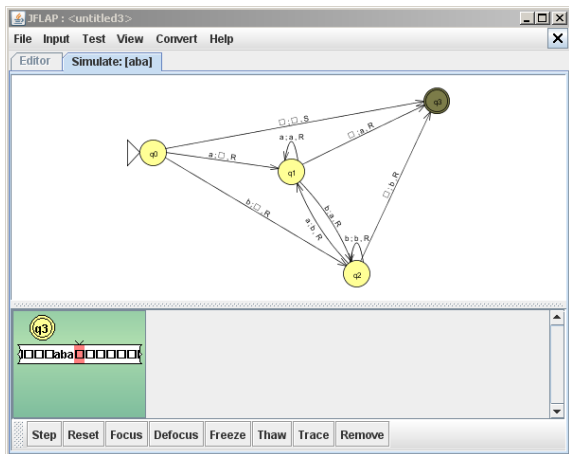 JFLAP : <untitled3>
File Input Test View Convert Help
Editor Simulate: [aba]
□;□,S
q3
□;a,R
a;a,R
q0
a;□,R
q1
b;□,R
b;a,R
a;b,R
□;b,R
b;b,R
q2
q3
□□□aba□□□□□□
Step Reset Focus Defocus Freeze Thaw Trace Remove